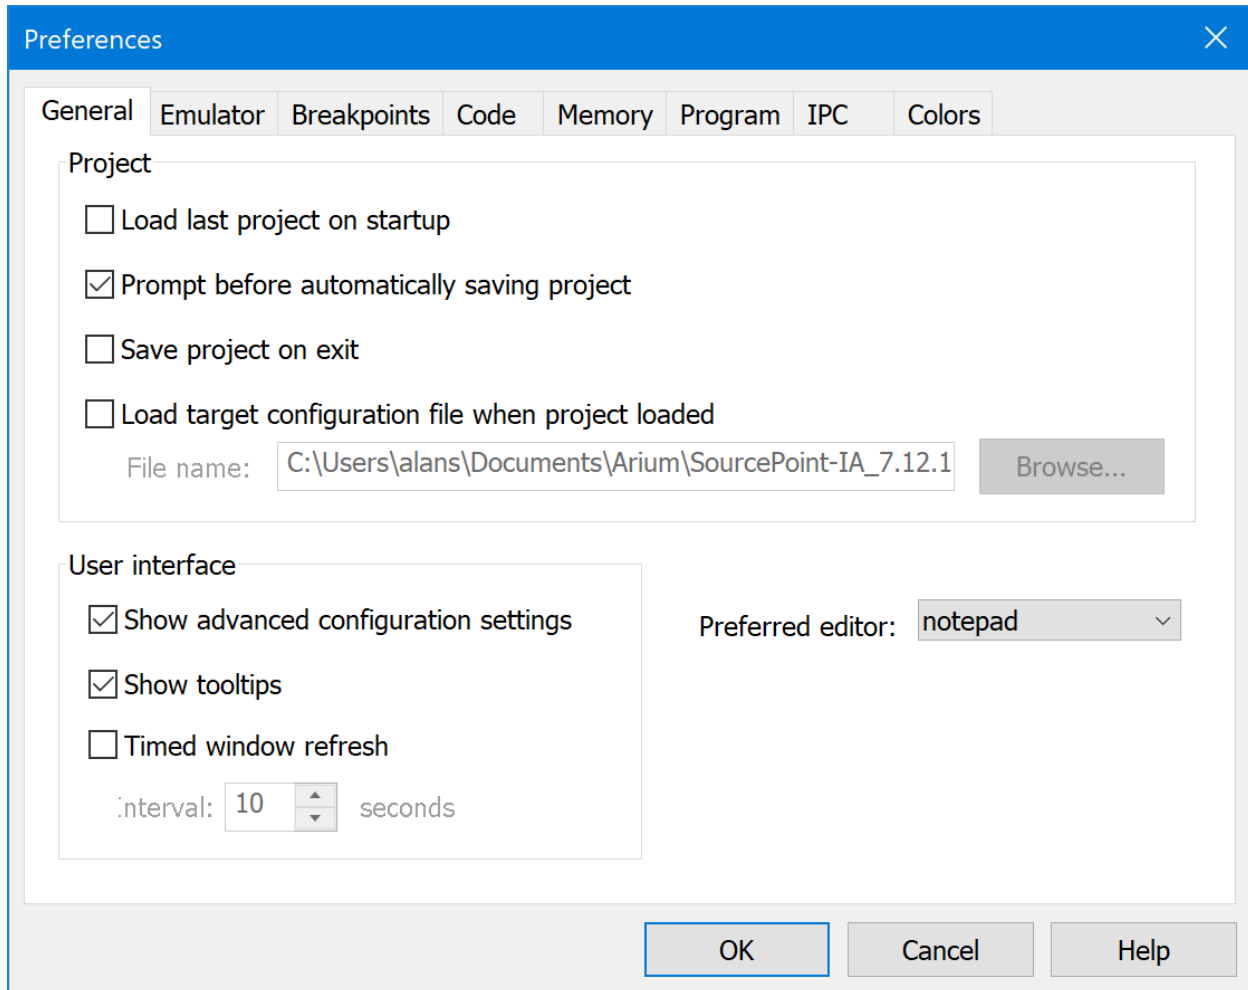 Preferences
General Emulator Breakpoints Code Memory Program IPC Colors
Project
Load last project on startup
Prompt before automatically saving project
Save project on exit
Load target configuration file when project loaded
File name: C:\Users\alans\Documents\Arium\SourcePoint-IA_7.12.1 Browse...
User interface
Show advanced configuration settings
Preferred editor: notepad
Show tooltips
Timed window refresh
Interval: 10 seconds
OK Cancel Help